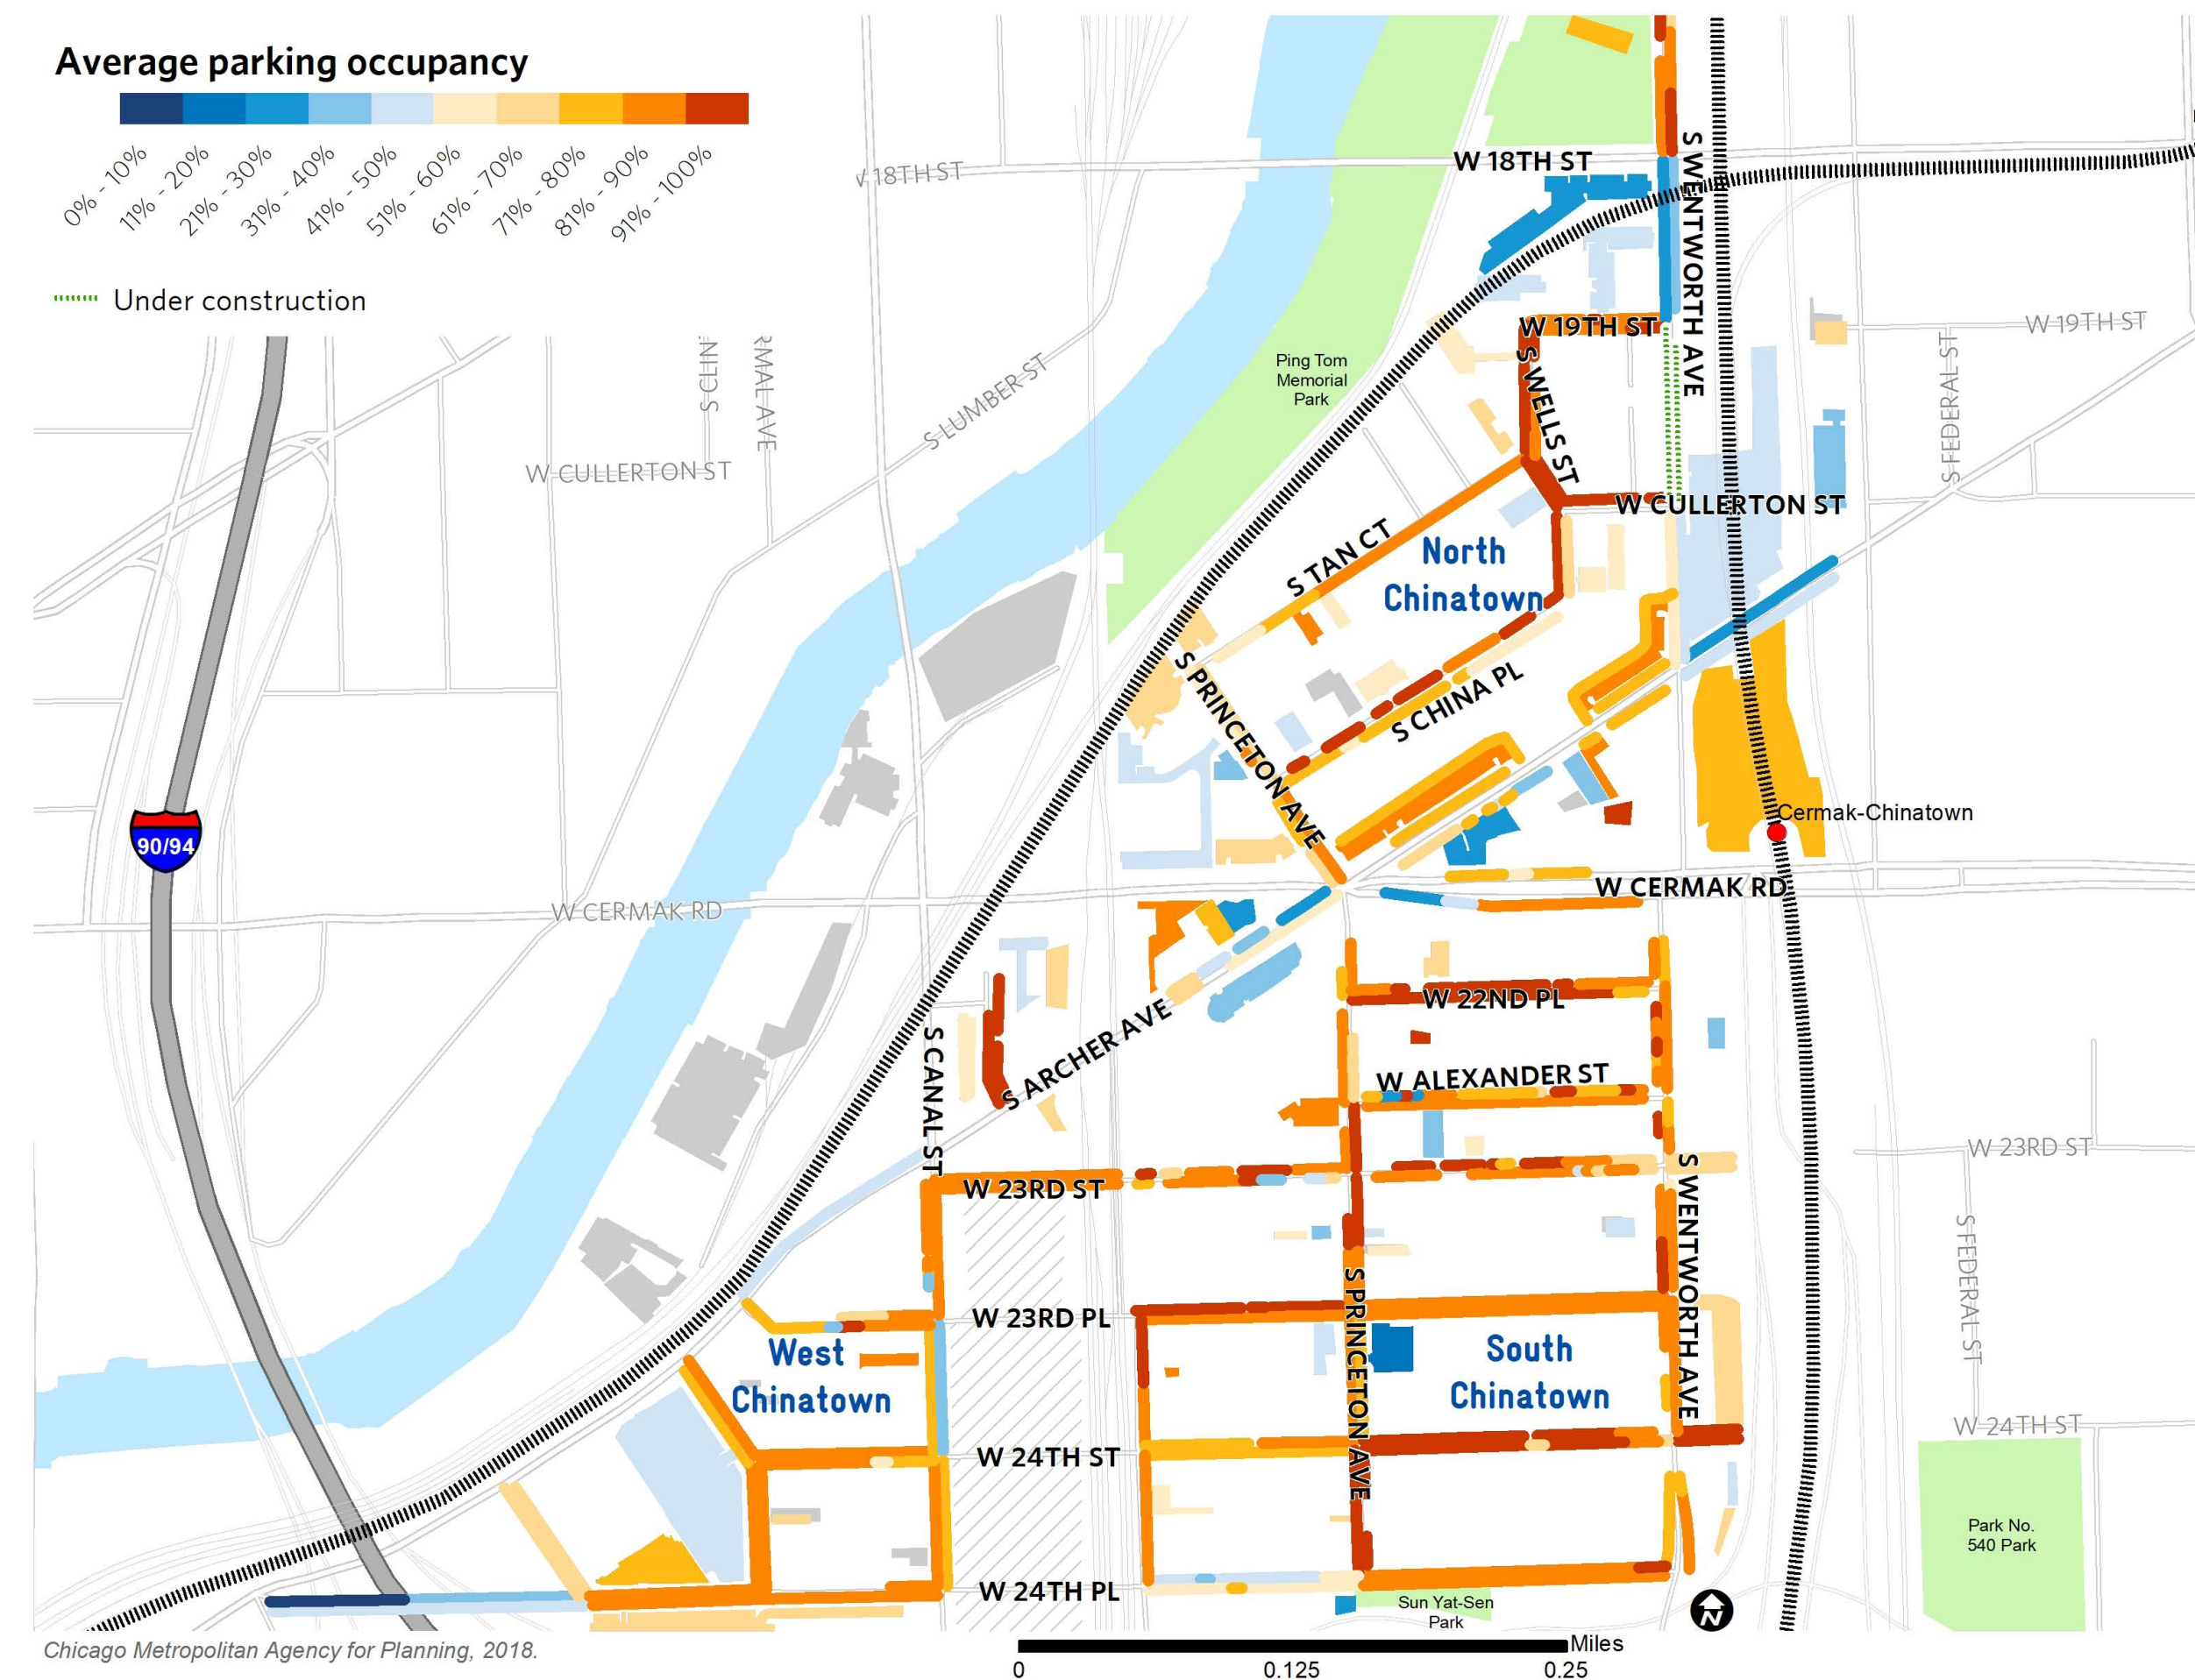 Average parking occupancy
0% - 10%
11% - 20%
21% - 30%
31% - 40%
41% - 50%
51% - 60%
61% - 70%
71% - 80%
81% - 90%
91% - 100%
Under construction
18TH ST
W 18TH ST
S WENTWORTH AVE
W 19TH ST
W 19TH ST
S CLIN
RMAL AVE
S LUMBER ST
Ping Tom
Memorial
Park
S WELLS ST
S FEDERAL ST
W CULLERTON ST
W CULLERTON ST
S TAN CT
North
Chinatown
S PRINCETON AVE
S CHINA PL
90/94
Cermak-Chinatown
W CERMAK RD
W CERMAK RD
W 22ND PL
S ARCHER AVE
S CANAL ST
W ALEXANDER ST
W 23RD ST
W 23RD ST
S WENTWORTH AVE
S FEDERAL ST
W 23RD PL
S PRINCETON AVE
West
Chinatown
South
Chinatown
W 24TH ST
W 24TH ST
Park No.
540 Park
W 24TH PL
Sun Yat-Sen
Park
N
Chicago Metropolitan Agency for Planning, 2018.
Miles
0
0.125
0.25